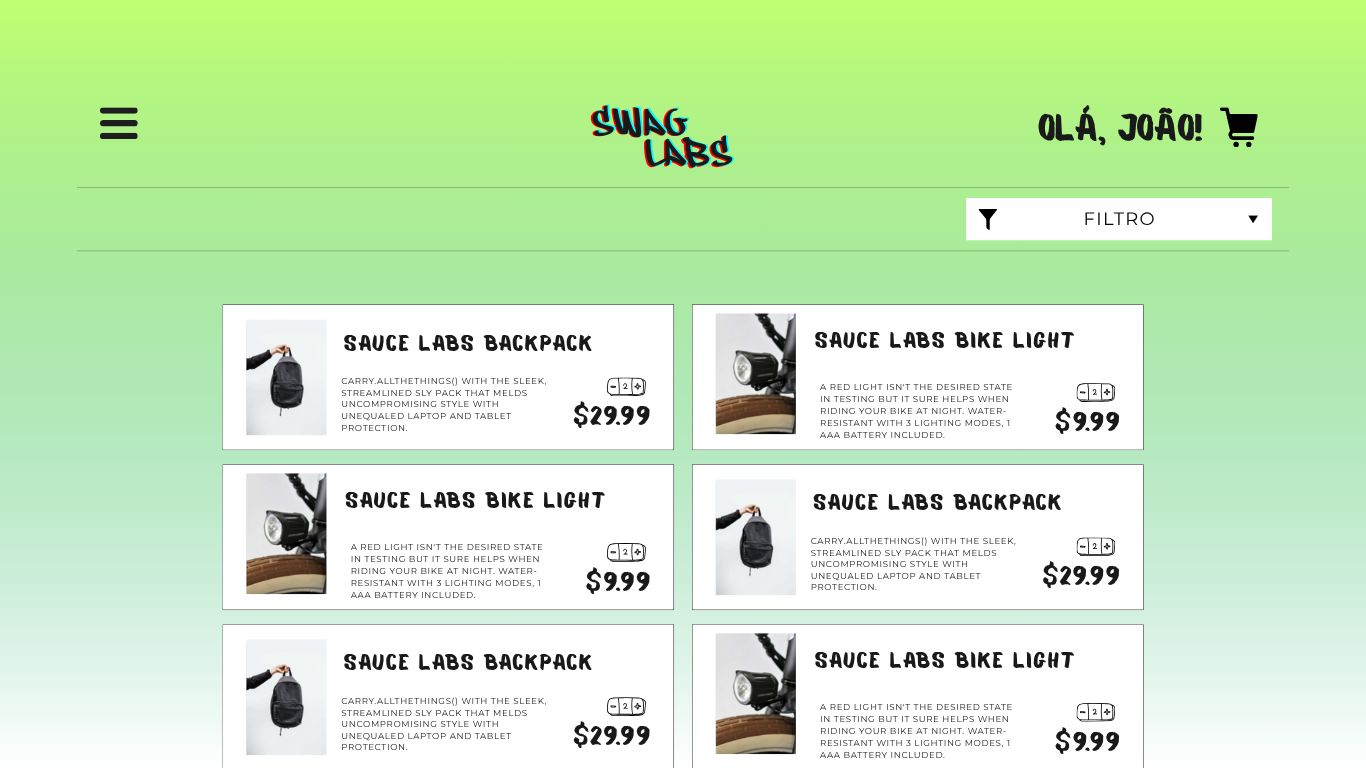 SWAG
LABS
OLÁ, JOÃO!
FILTRO
SAUCE LABS BACKPACK
CARRY.ALLTHETHINGS() WITH THE SLEEK,
STREAMLINED SLY PACK THAT MELDS
UNCOMPROMISING STYLE WITH
UNEQUALED LAPTOP AND TABLET
PROTECTION.
- 2 +
$29.99
SAUCE LABS BIKE LIGHT
A RED LIGHT ISN'T THE DESIRED STATE
IN TESTING BUT IT SURE HELPS WHEN
RIDING YOUR BIKE AT NIGHT. WATER-
RESISTANT WITH 3 LIGHTING MODES, 1
AAA BATTERY INCLUDED.
- 2 +
$9.99
SAUCE LABS BIKE LIGHT
A RED LIGHT ISN'T THE DESIRED STATE
IN TESTING BUT IT SURE HELPS WHEN
RIDING YOUR BIKE AT NIGHT. WATER-
RESISTANT WITH 3 LIGHTING MODES, 1
AAA BATTERY INCLUDED.
- 2 +
$9.99
SAUCE LABS BACKPACK
CARRY.ALLTHETHINGS() WITH THE SLEEK,
STREAMLINED SLY PACK THAT MELDS
UNCOMPROMISING STYLE WITH
UNEQUALED LAPTOP AND TABLET
PROTECTION.
- 2 +
$29.99
SAUCE LABS BACKPACK
CARRY.ALLTHETHINGS() WITH THE SLEEK,
STREAMLINED SLY PACK THAT MELDS
UNCOMPROMISING STYLE WITH
UNEQUALED LAPTOP AND TABLET
PROTECTION.
- 2 +
$29.99
SAUCE LABS BIKE LIGHT
A RED LIGHT ISN'T THE DESIRED STATE
IN TESTING BUT IT SURE HELPS WHEN
RIDING YOUR BIKE AT NIGHT. WATER-
RESISTANT WITH 3 LIGHTING MODES, 1
AAA BATTERY INCLUDED.
- 2 +
$9.99